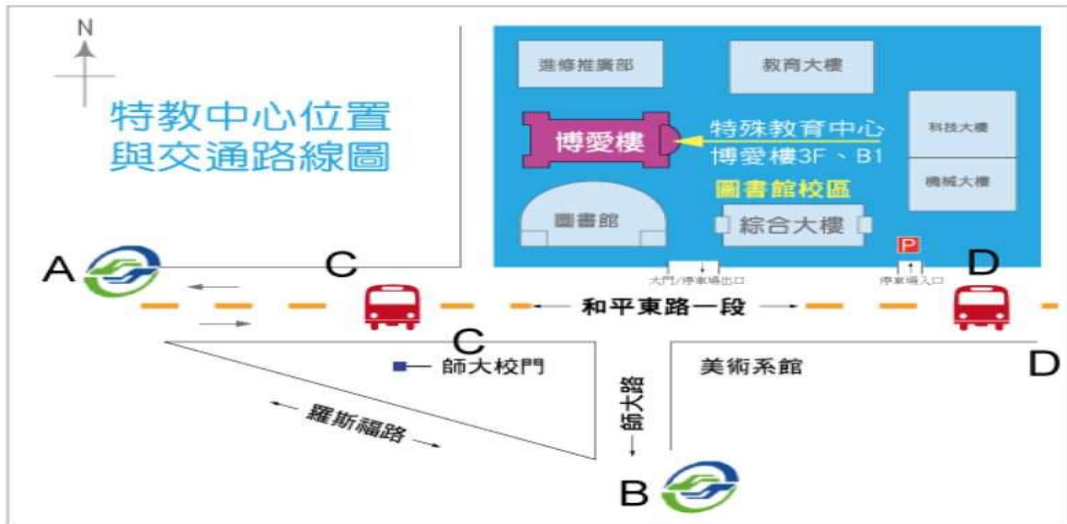 N
特教中心位置
與交通路線圖
進修推廣部
教育大樓
博愛樓
特殊教育中心
博愛樓3F、B1
科技大樓
機械大樓
圖書館校區
圖書館
綜合大樓
P
A
C
大門/停車場出口
停車場入口
D
和平東路一段
C
師大校門
美術系館
D
羅斯福路
師大路
B